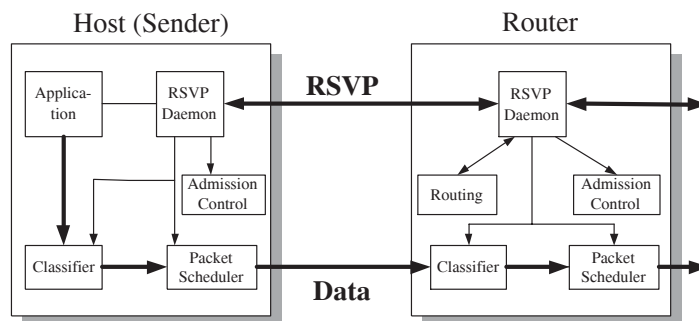 Host (Sender)
Router
Applica-
tion
RSVP
Daemon
RSVP
RSVP
Daemon
Admission
Control
Routing
Admission
Control
Classifier
Packet
Scheduler
Data
Classifier
Packet
Scheduler